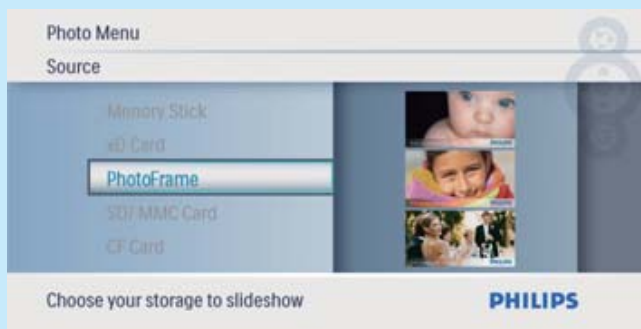 Photo Menu
Source
Memory Stick
xD Card
PhotoFrame
SD/ MMC Card
CF Card
Choose your storage to slideshow
PHILIPS